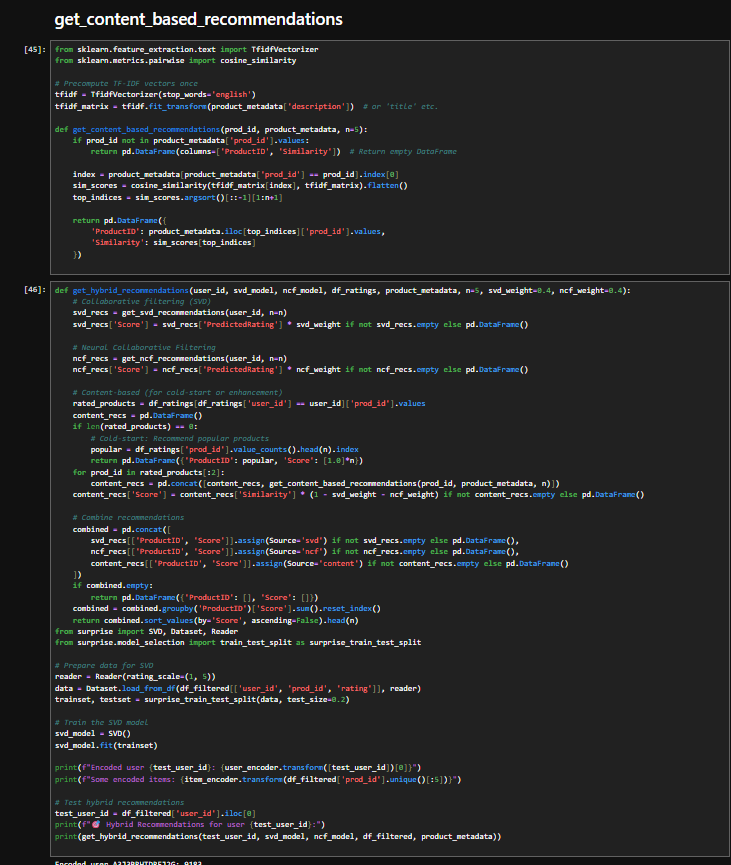 get_content_based_recommendations
[45]:
from sklearn.feature_extraction.text import TfidfVectorizer
from sklearn.metrics.pairwise import cosine_similarity
# Precompute TF-IDF vectors once
tfidf = TfidfVectorizer(stop_words='english')
tfidf_matrix = tfidf.fit_transform(product_metadata['description'])  # or 'title' etc.
def get_content_based_recommendations(prod_id, product_metadata, n=5):
    if prod_id not in product_metadata['prod_id'].values:
        return pd.DataFrame(columns=['ProductID', 'Similarity'])  # Return empty DataFrame
    index = product_metadata[product_metadata['prod_id'] == prod_id].index[0]
    sim_scores = cosine_similarity(tfidf_matrix[index], tfidf_matrix).flatten()
    top_indices = sim_scores.argsort()[::-1][1:n+1]
    return pd.DataFrame({
        'ProductID': product_metadata.iloc[top_indices]['prod_id'].values,
        'Similarity': sim_scores[top_indices]
    })
[46]:
def get_hybrid_recommendations(user_id, svd_model, ncf_model, df_ratings, product_metadata, n=5, svd_weight=0.4, ncf_weight=0.4):
    # Collaborative filtering (SVD)
    svd_recs = get_svd_recommendations(user_id, n=n)
    svd_recs['Score'] = svd_recs['PredictedRating'] * svd_weight if not svd_recs.empty else pd.DataFrame()
    # Neural Collaborative Filtering
    ncf_recs = get_ncf_recommendations(user_id, n=n)
    ncf_recs['Score'] = ncf_recs['PredictedRating'] * ncf_weight if not ncf_recs.empty else pd.DataFrame()
    # Content-based (for cold-start or enhancement)
    rated_products = df_ratings[df_ratings['user_id'] == user_id]['prod_id'].values
    content_recs = pd.DataFrame()
    if len(rated_products) == 0:
        # Cold-start: Recommend popular products
        popular = df_ratings['prod_id'].value_counts().head(n).index
        return pd.DataFrame({'ProductID': popular, 'Score': [1.0]*n})
    for prod_id in rated_products[:2]:
        content_recs = pd.concat([content_recs, get_content_based_recommendations(prod_id, product_metadata, n)])
    content_recs['Score'] = content_recs['Similarity'] * (1 - svd_weight - ncf_weight) if not content_recs.empty else pd.DataFrame()
    # Combine recommendations
    combined = pd.concat([
        svd_recs[['ProductID', 'Score']].assign(Source='svd') if not svd_recs.empty else pd.DataFrame(),
        ncf_recs[['ProductID', 'Score']].assign(Source='ncf') if not ncf_recs.empty else pd.DataFrame(),
        content_recs[['ProductID', 'Score']].assign(Source='content') if not content_recs.empty else pd.DataFrame()
    ])
    if combined.empty:
        return pd.DataFrame({'ProductID': [], 'Score': []})
    combined = combined.groupby('ProductID')['Score'].sum().reset_index()
    return combined.sort_values(by='Score', ascending=False).head(n)
from surprise import SVD, Dataset, Reader
from surprise.model_selection import train_test_split as surprise_train_test_split
# Prepare data for SVD
reader = Reader(rating_scale=(1, 5))
data = Dataset.load_from_df(df_filtered[['user_id', 'prod_id', 'rating']], reader)
trainset, testset = surprise_train_test_split(data, test_size=0.2)
# Train the SVD model
svd_model = SVD()
svd_model.fit(trainset)
print(f"Encoded user {test_user_id}: {user_encoder.transform([test_user_id])[0]}")
print(f"Some encoded items: {item_encoder.transform(df_filtered['prod_id'].unique()[:5])}")
# Test hybrid recommendations
test_user_id = df_filtered['user_id'].iloc[0]
print(f"🎯 Hybrid Recommendations for user {test_user_id}:")
print(get_hybrid_recommendations(test_user_id, svd_model, ncf_model, df_filtered, product_metadata))
Encoded user